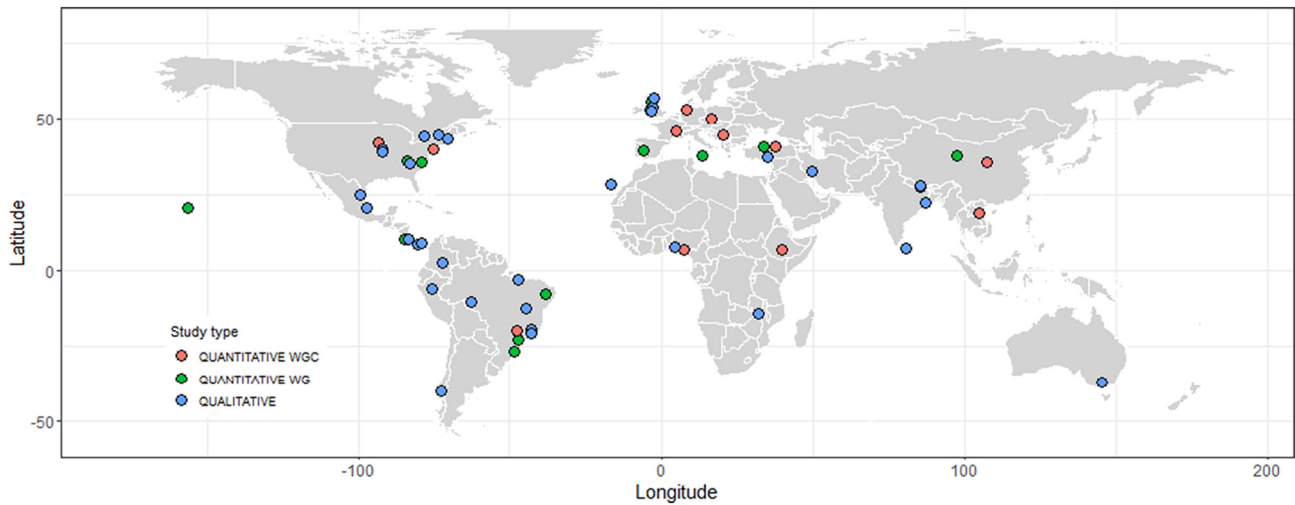 50
0
-50
Latitude
Study type
QUANTITATIVE WGC
QUANTITATIVE WG
QUALITATIVE
-100
0
100
200
Longitude